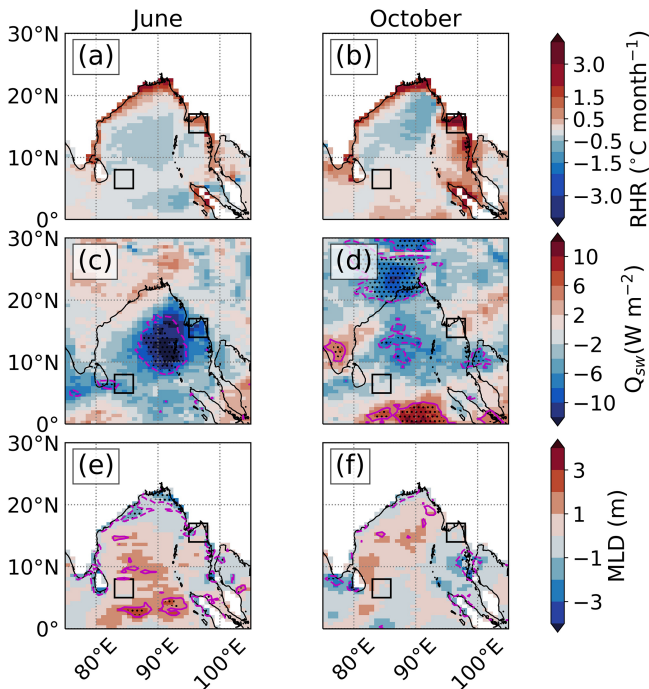 June
October
30°N
20°N
10°N
0°
(a)
(b)
3.0
1.5
0.5
−0.5
−1.5
−3.0
RHR (°C month⁻¹)
30°N
20°N
10°N
0°
(c)
(d)
10
6
2
−2
−6
−10
Qsw(W m⁻²)
30°N
20°N
10°N
0°
(e)
(f)
3
1
−1
−3
MLD (m)
80°E
90°E
100°E
80°E
90°E
100°E